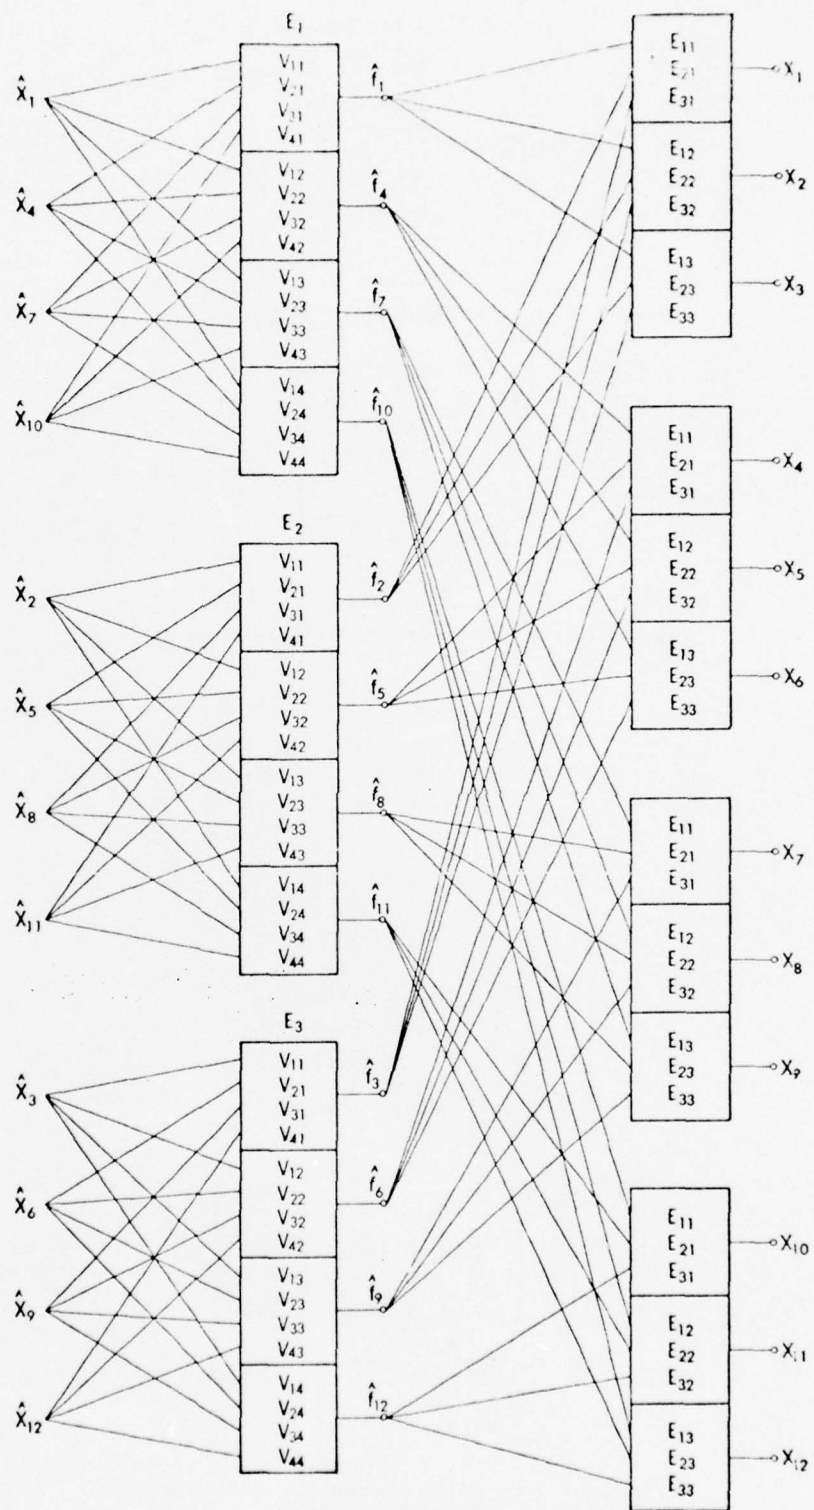 E₁
X̂₁
X̂₄
X̂₇
X̂₁₀
V₁₁
V₂₁
V₃₁
V₄₁
V₁₂
V₂₂
V₃₂
V₄₂
V₁₃
V₂₃
V₃₃
V₄₃
V₁₄
V₂₄
V₃₄
V₄₄
f̂₁
f̂₄
f̂₇
f̂₁₀
E₂
X̂₂
X̂₅
X̂₈
X̂₁₁
V₁₁
V₂₁
V₃₁
V₄₁
V₁₂
V₂₂
V₃₂
V₄₂
V₁₃
V₂₃
V₃₃
V₄₃
V₁₄
V₂₄
V₃₄
V₄₄
f̂₂
f̂₅
f̂₈
f̂₁₁
E₃
X̂₃
X̂₆
X̂₉
X̂₁₂
V₁₁
V₂₁
V₃₁
V₄₁
V₁₂
V₂₂
V₃₂
V₄₂
V₁₃
V₂₃
V₃₃
V₄₃
V₁₄
V₂₄
V₃₄
V₄₄
f̂₃
f̂₆
f̂₉
f̂₁₂
E₁₁
E₂₁
E₃₁
X₁
E₁₂
E₂₂
E₃₂
X₂
E₁₃
E₂₃
E₃₃
X₃
E₁₁
E₂₁
E₃₁
X₄
E₁₂
E₂₂
E₃₂
X₅
E₁₃
E₂₃
E₃₃
X₆
E₁₁
E₂₁
E₃₁
X₇
E₁₂
E₂₂
E₃₂
X₈
E₁₃
E₂₃
E₃₃
X₉
E₁₁
E₂₁
E₃₁
X₁₀
E₁₂
E₂₂
E₃₂
X₁₁
E₁₃
E₂₃
E₃₃
X₁₂